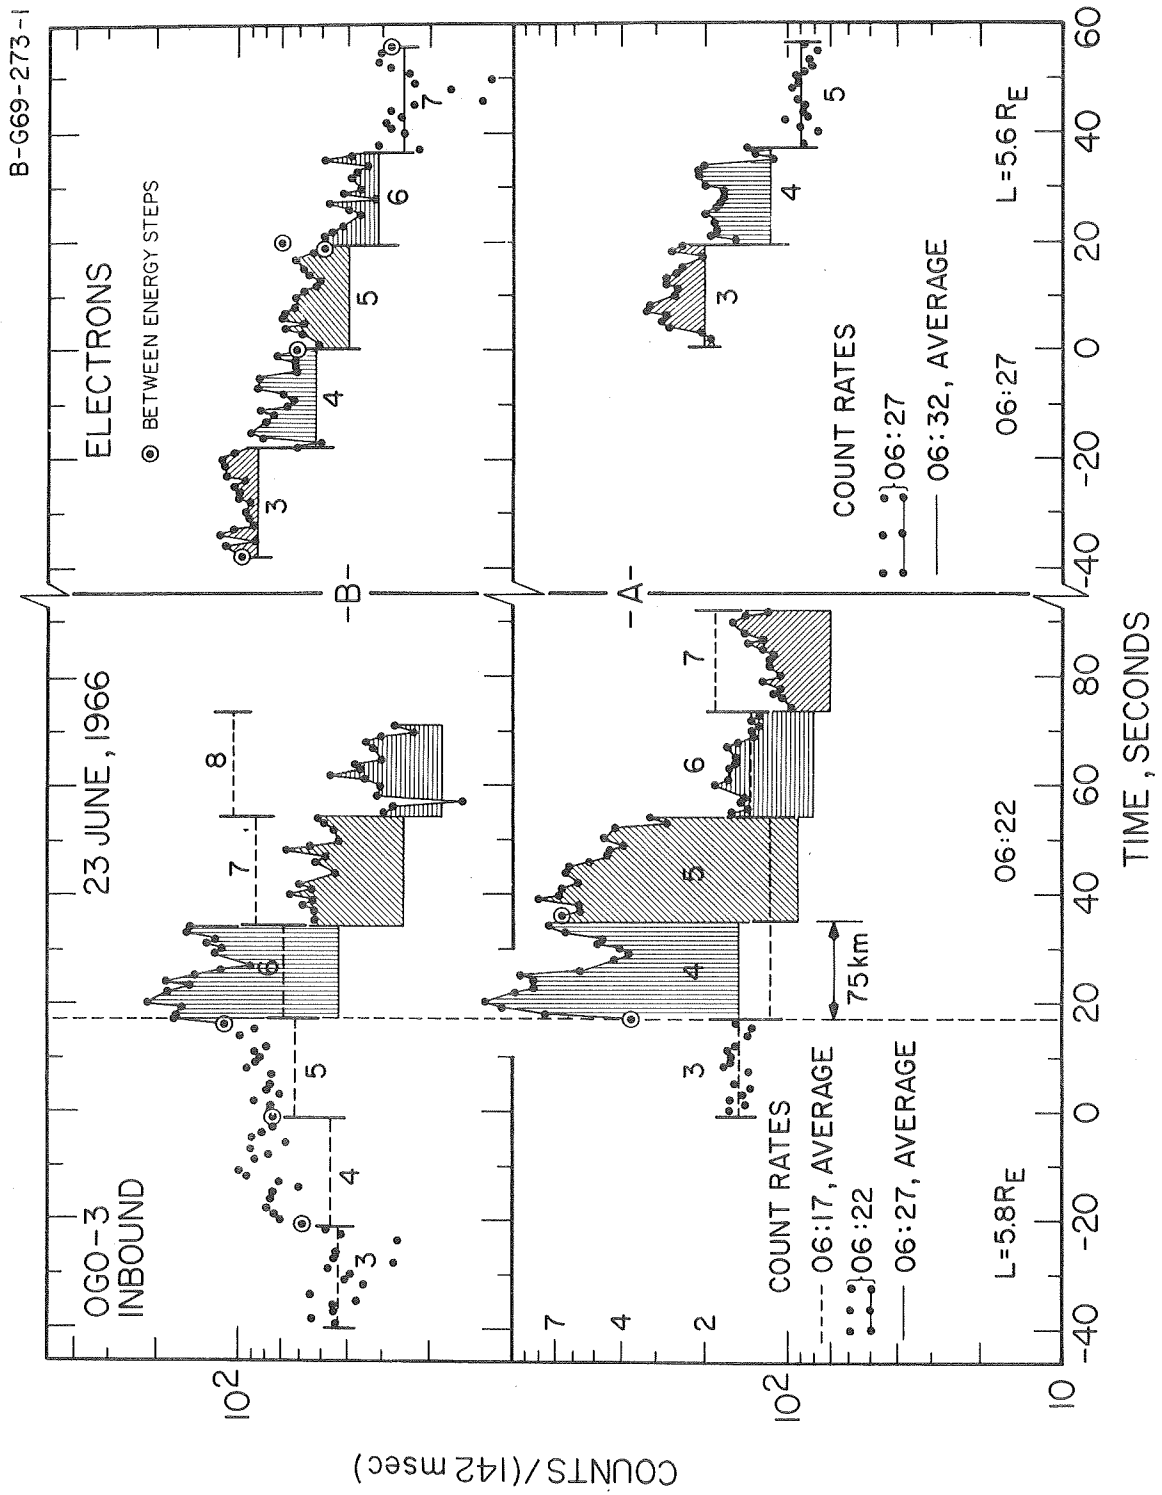 B-G69-273-1
OGO-3
INBOUND
23 JUNE, 1966
ELECTRONS
⊙ BETWEEN ENERGY STEPS
10²
3
4
5
6
7
8
3
4
5
6
7
-B-
-A-
COUNTS/(142 msec)
7
4
2
10²
10
3
4
5
6
7
3
4
5
75 km
COUNT RATES
06:17, AVERAGE
}06:22
06:27, AVERAGE
COUNT RATES
}06:27
06:32, AVERAGE
L=5.8RE
06:22
06:27
L=5.6RE
-40 -20 0 20 40 60 80 -40 -20 0 20 40 60
TIME, SECONDS